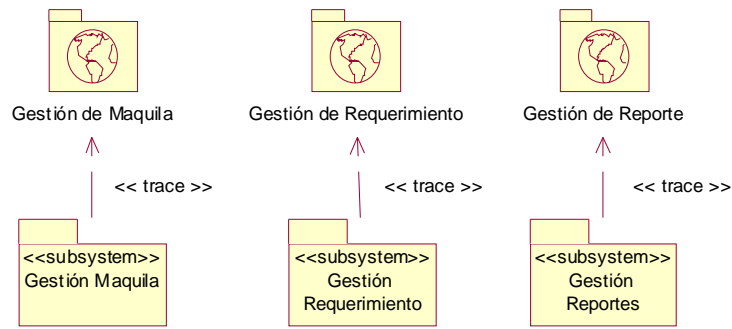 Gestión de Maquila
Gestión de Requerimiento
Gestión de Reporte
<< trace >>
<< trace >>
<< trace >>
<<subsystem>>
Gestión Maquila
<<subsystem>>
Gestión
Requerimiento
<<subsystem>>
Gestión
Reportes